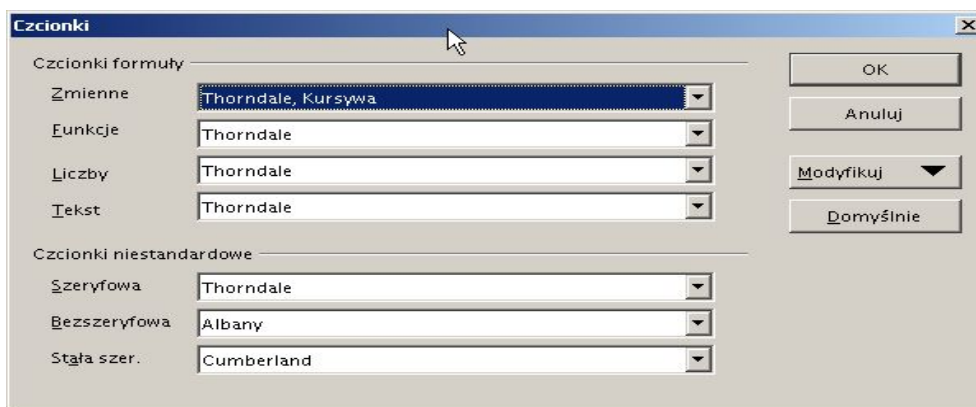 Czcionki
Czcionki formuły
Zmienne Thorndale, Kursywa
Funkcje Thorndale
Liczby Thorndale
Tekst Thorndale
Czcionki niestandardowe
Szeryfowa Thorndale
Bezszeryfowa Albany
Stała szer. Cumberland
OK
Anuluj
Modyfikuj
Domyślnie